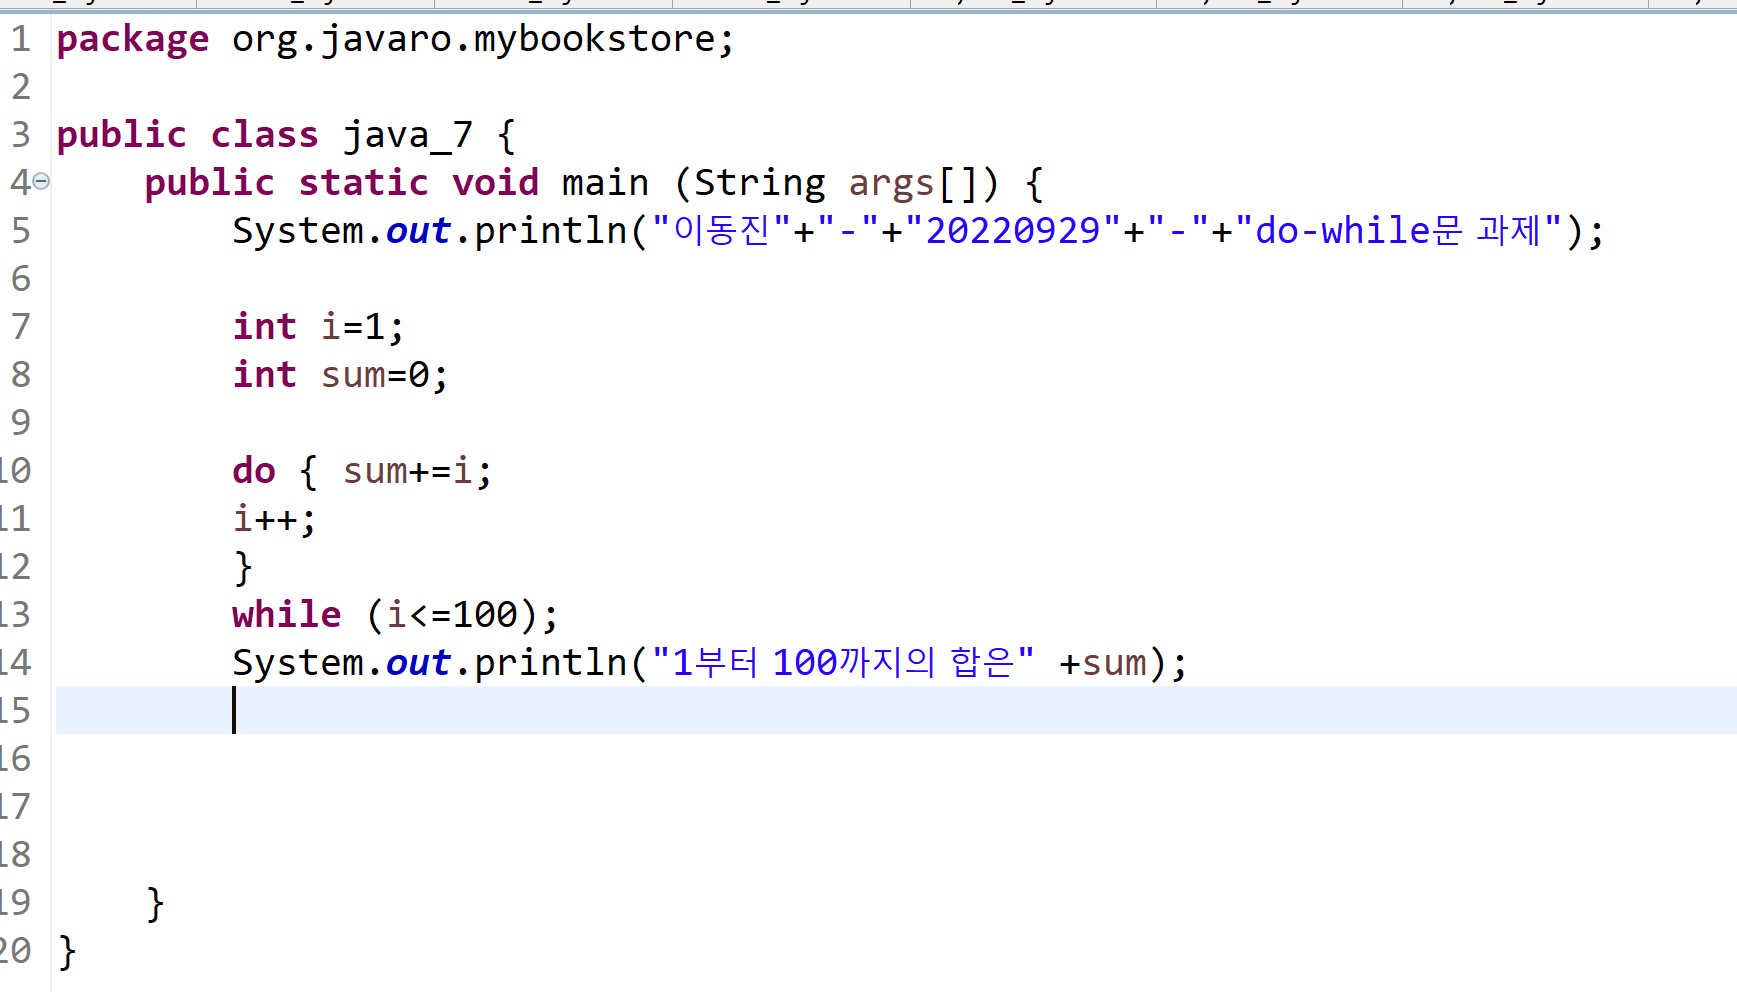 1 package org.javaro.mybookstore;
2
3 public class java_7 {
4 public static void main (String args[]) {
5 System.out.println("이동진"+"-"+"20220929"+"-"+"do-while문 과제");
6
7 int i=1;
8 int sum=0;
9
10 do { sum+=i;
11 i++;
12 }
13 while (i<=100);
14 System.out.println("1부터 100까지의 합은" +sum);
15
16
17
18
19 }
20 }